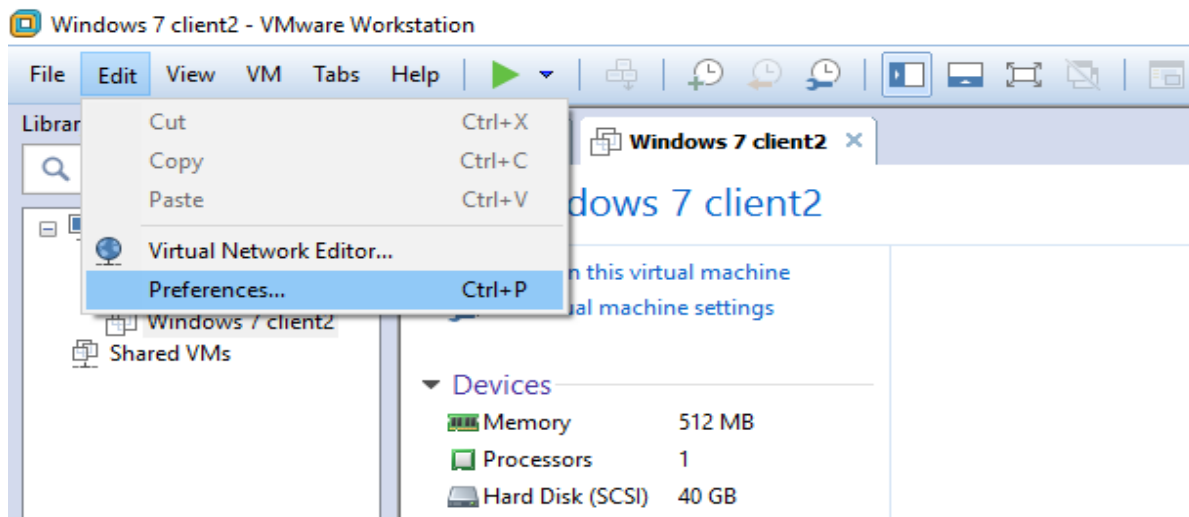 Windows 7 client2 - VMware Workstation
File Edit View VM Tabs Help
Librar
Cut Ctrl+X
Windows 7 client2
Copy Ctrl+C
Paste Ctrl+V
dows 7 client2
Virtual Network Editor...
n this virtual machine
Preferences... Ctrl+P
ual machine settings
Windows 7 client2
Shared VMs
Devices
Memory 512 MB
Processors 1
Hard Disk (SCSI) 40 GB